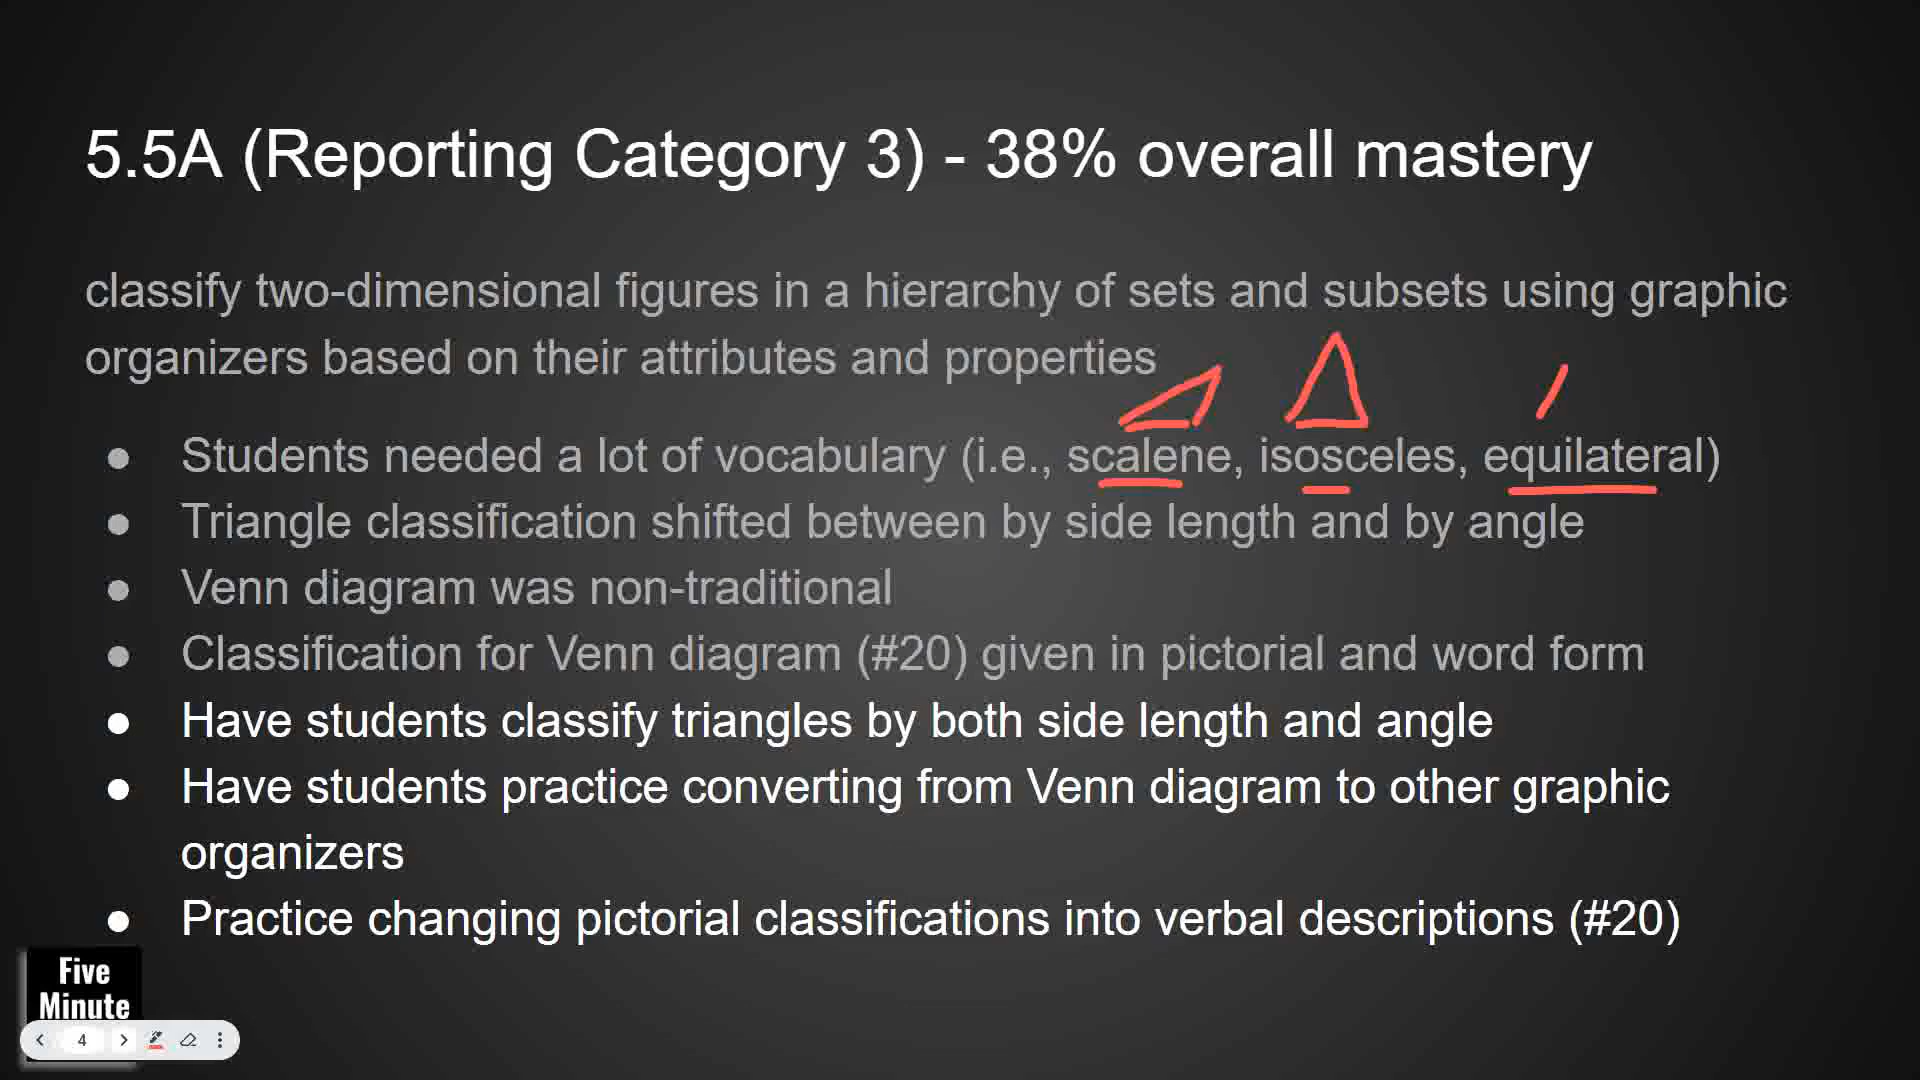 5.5A (Reporting Category 3) - 38% overall mastery
classify two-dimensional figures in a hierarchy of sets and subsets using graphic
organizers based on their attributes and properties
● Students needed a lot of vocabulary (i.e., scalene, isosceles, equilateral)
● Triangle classification shifted between by side length and by angle
● Venn diagram was non-traditional
● Classification for Venn diagram (#20) given in pictorial and word form
● Have students classify triangles by both side length and angle
● Have students practice converting from Venn diagram to other graphic
organizers
● Practice changing pictorial classifications into verbal descriptions (#20)
Five
Minute
4